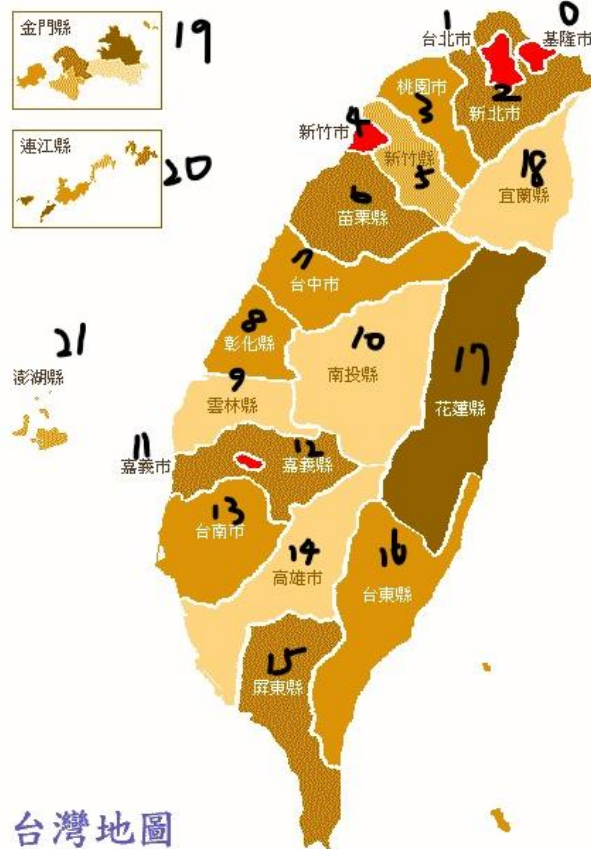 金門縣
19
1
0
台北市
基隆市
桃園市
2
3
新北市
4
新竹市
連江縣
20
新竹縣
5
18
宜蘭縣
6
苗栗縣
7
台中市
8
彰化縣
10
南投縣
17
花蓮縣
21
澎湖縣
9
雲林縣
11
嘉義市
12
嘉義縣
13
台南市
14
高雄市
16
台東縣
15
屏東縣
台灣地圖